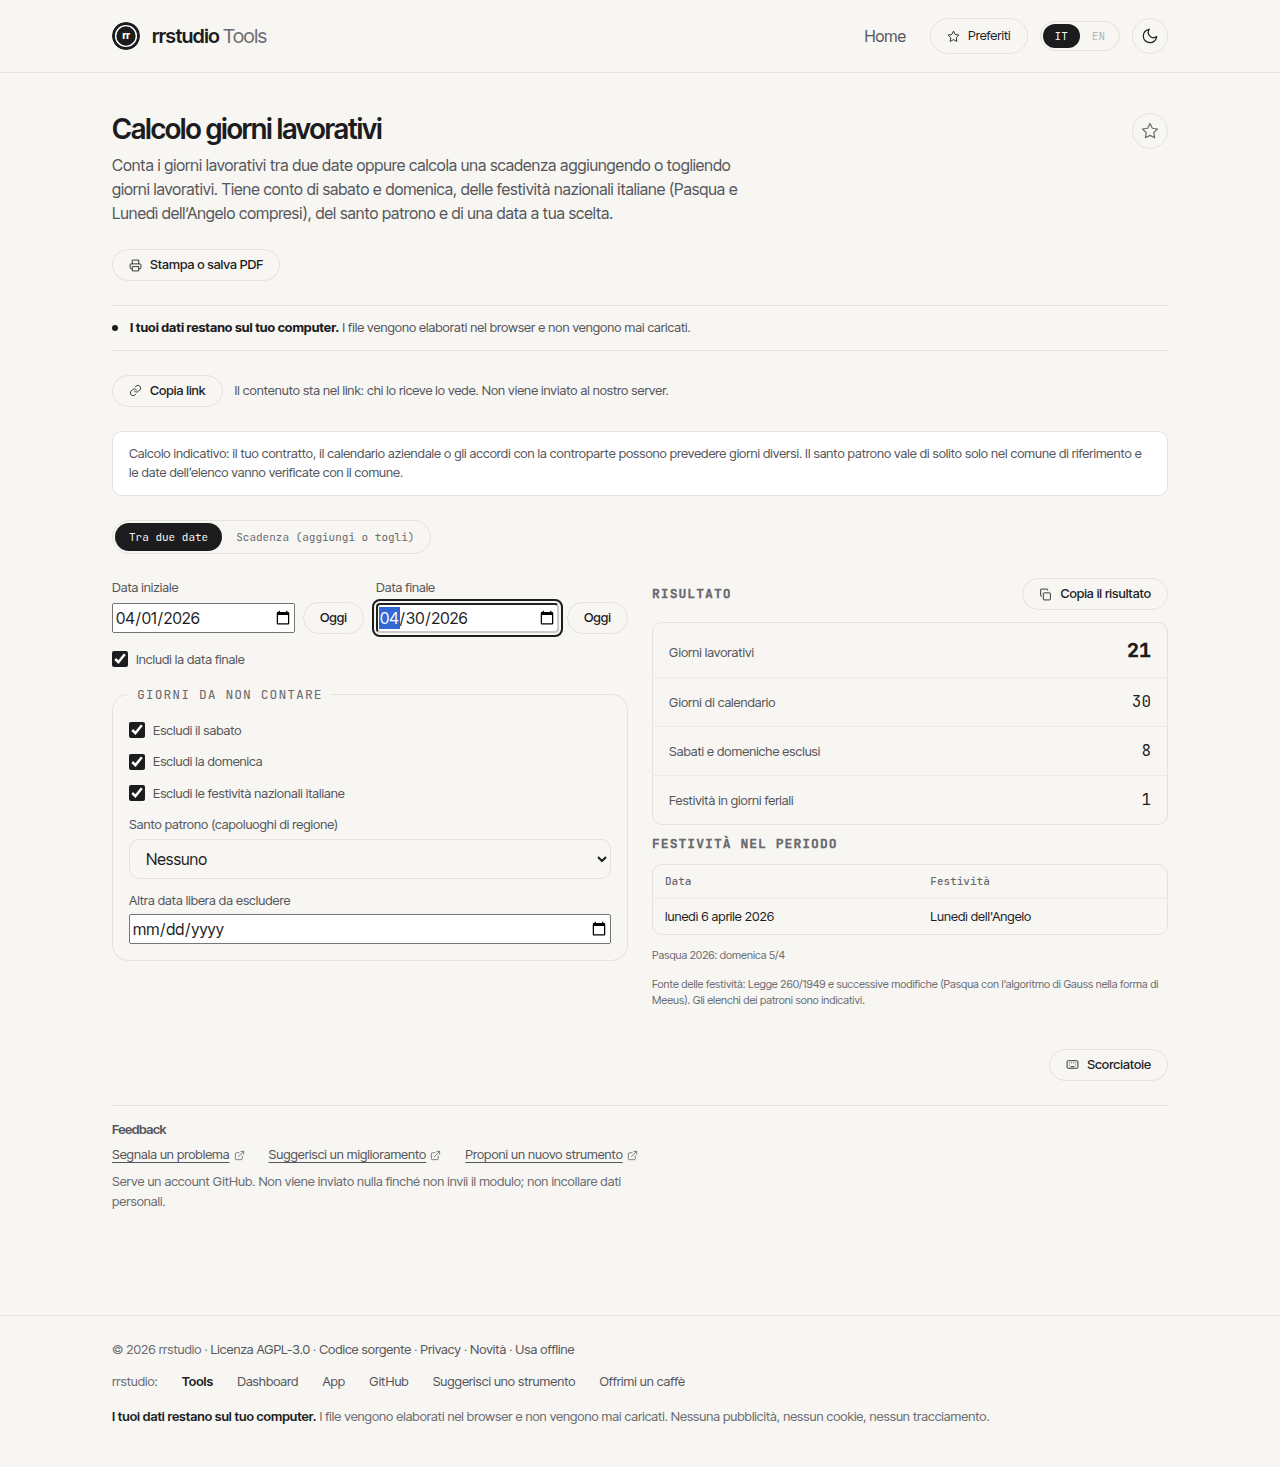 rr rrstudio Tools
Home
Preferiti
IT EN
Calcolo giorni lavorativi
Conta i giorni lavorativi tra due date oppure calcola una scadenza aggiungendo o togliendo
giorni lavorativi. Tiene conto di sabato e domenica, delle festività nazionali italiane (Pasqua e
Lunedì dell’Angelo compresi), del santo patrono e di una data a tua scelta.
Stampa o salva PDF
I tuoi dati restano sul tuo computer. I file vengono elaborati nel browser e non vengono mai caricati.
Copia link
Il contenuto sta nel link: chi lo riceve lo vede. Non viene inviato al nostro server.
Calcolo indicativo: il tuo contratto, il calendario aziendale o gli accordi con la controparte possono prevedere giorni diversi. Il santo patrono vale di solito solo nel comune di riferimento e
le date dell’elenco vanno verificate con il comune.
Tra due date
Scadenza (aggiungi o togli)
Data iniziale
04/01/2026
Oggi
Data finale
04/30/2026
Oggi
Includi la data finale
GIORNI DA NON CONTARE
Escludi il sabato
Escludi la domenica
Escludi le festività nazionali italiane
Santo patrono (capoluoghi di regione)
Nessuno
Altra data libera da escludere
mm/dd/yyyy
RISULTATO
Copia il risultato
Giorni lavorativi 21
Giorni di calendario 30
Sabati e domeniche esclusi 8
Festività in giorni feriali 1
FESTIVITÀ NEL PERIODO
Data Festività
lunedì 6 aprile 2026 Lunedì dell'Angelo
Pasqua 2026: domenica 5/4
Fonte delle festività: Legge 260/1949 e successive modifiche (Pasqua con l’algoritmo di Gauss nella forma di
Meeus). Gli elenchi dei patroni sono indicativi.
Scorciatoie
Feedback
Segnala un problema Suggerisci un miglioramento Proponi un nuovo strumento
Serve un account GitHub. Non viene inviato nulla finché non invii il modulo; non incollare dati
personali.
© 2026 rrstudio · Licenza AGPL-3.0 · Codice sorgente · Privacy · Novità · Usa offline
rrstudio: Tools Dashboard App GitHub Suggerisci uno strumento Offrimi un caffè
I tuoi dati restano sul tuo computer. I file vengono elaborati nel browser e non vengono mai caricati. Nessuna pubblicità, nessun cookie, nessun tracciamento.